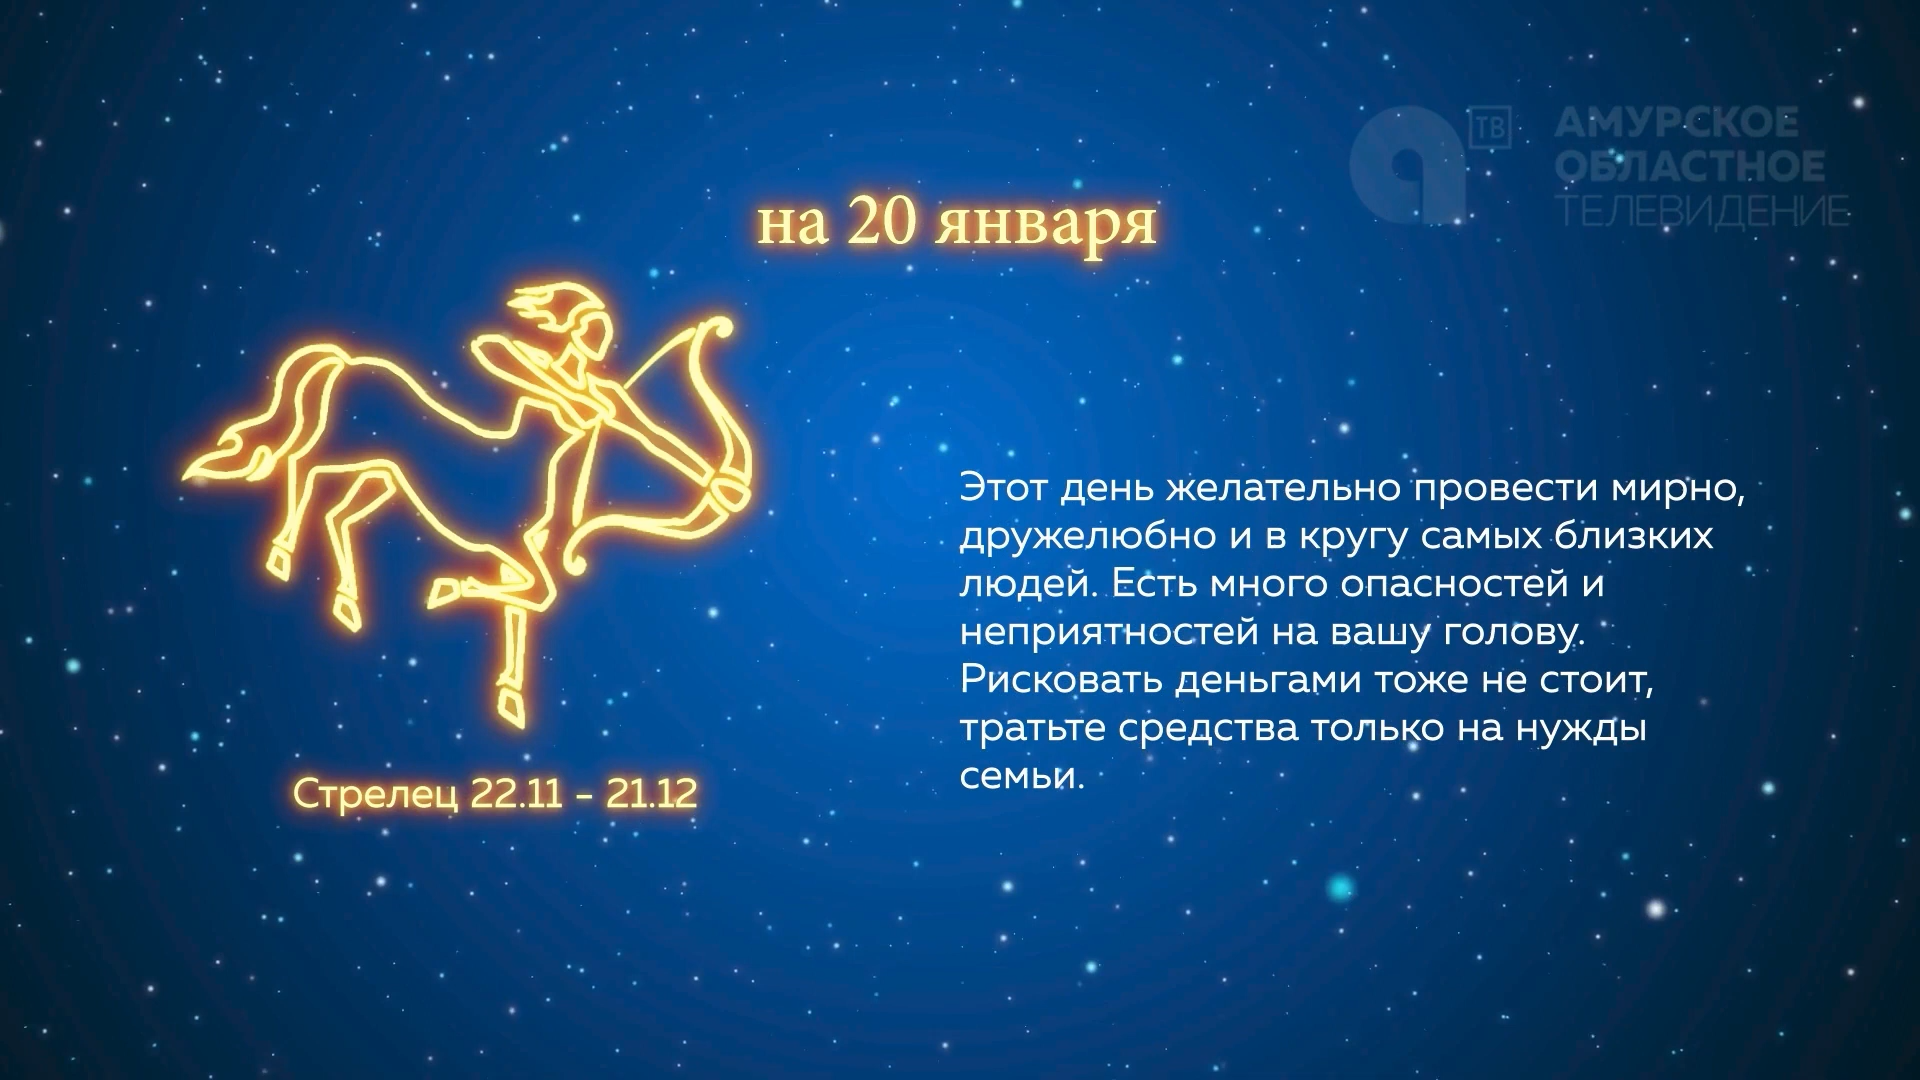 ТВ
АМУРСКОЕ
ОБЛАСТНОЕ
ТЕЛЕВИДЕНИЕ
на 20 января
Этот день желательно провести мирно,
дружелюбно и в кругу самых близких
людей. Есть много опасностей и
неприятностей на вашу голову.
Рисковать деньгами тоже не стоит,
тратьте средства только на нужды
семьи.
Стрелец 22.11 - 21.12